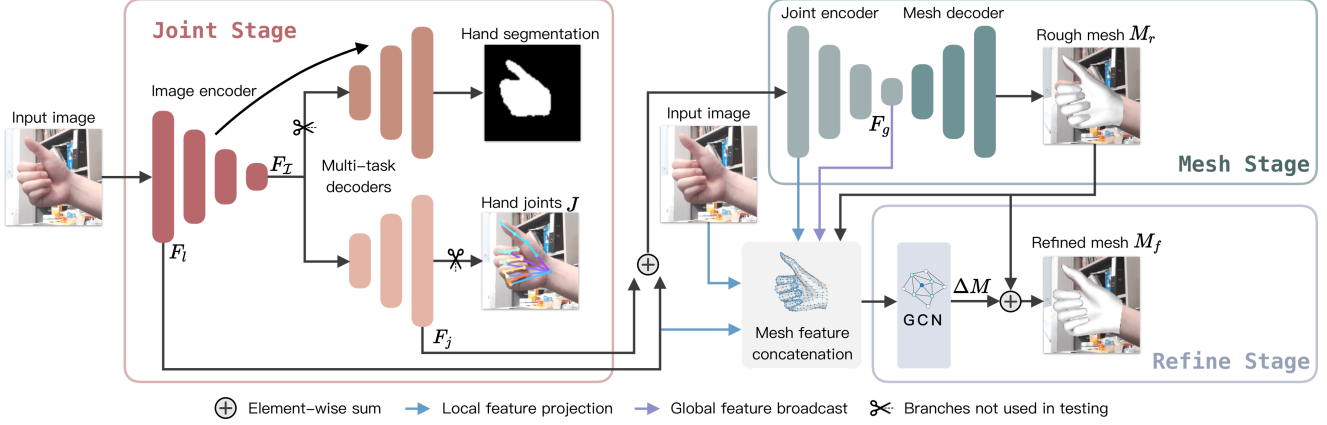 Joint Stage
Image encoder
Input image
F_I
F_l
Multi-task
decoders
Hand segmentation
Hand joints J
F_j
Joint encoder
Mesh decoder
Input image
F_g
Rough mesh M_r
Mesh Stage
Mesh feature
concatenation
GCN
ΔM
Refined mesh M_f
Refine Stage
Element-wise sum
Local feature projection
Global feature broadcast
Branches not used in testing